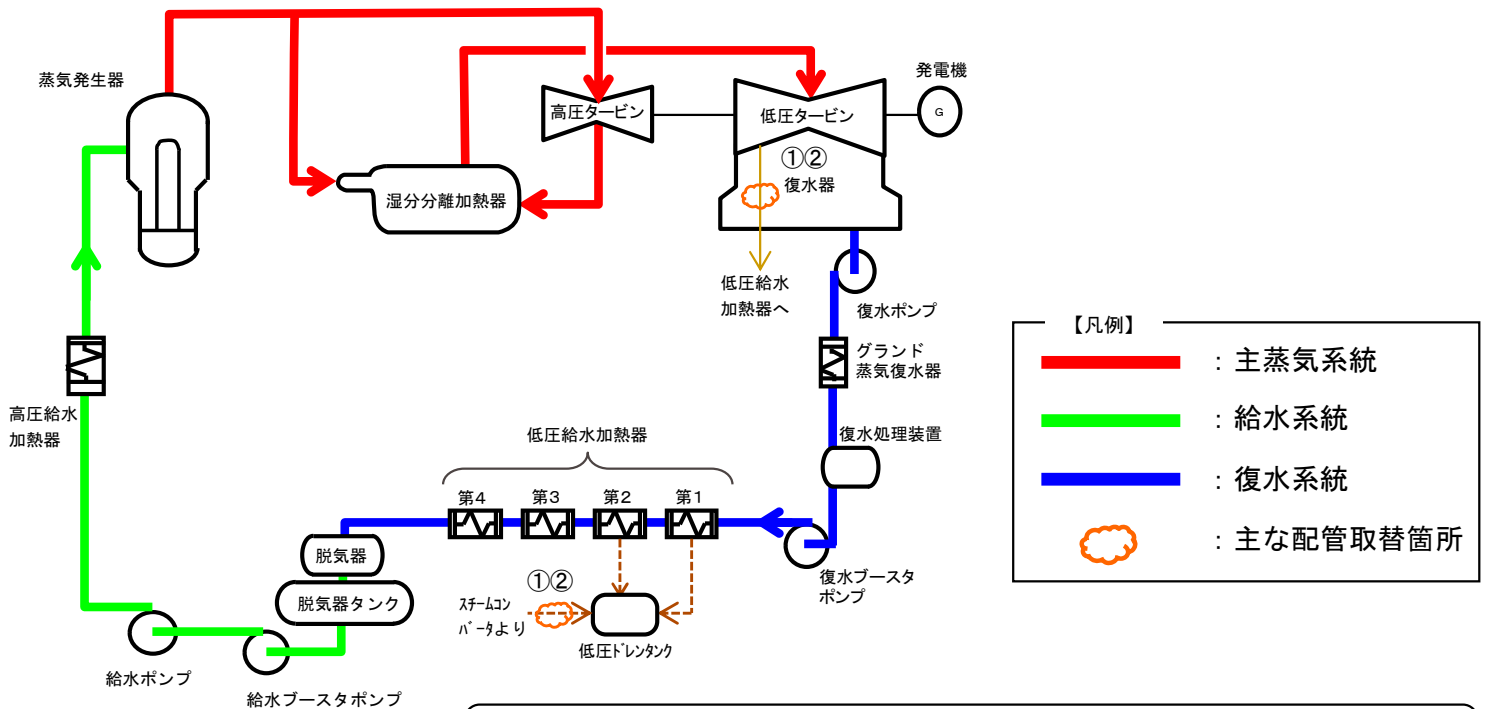 蒸気発生器
高圧タービン
低圧タービン
発電機
G
①②
復水器
湿分分離加熱器
低圧給水
加熱器へ
復水ポンプ
グランド
蒸気復水器
復水処理装置
高圧給水
加熱器
低圧給水加熱器
第4
第3
第2
第1
脱気器
脱気器タンク
①②
ｽﾁｰﾑｺﾝ
ﾊﾞｰﾀより
低圧ﾄﾞﾚﾝﾀﾝｸ
復水ブースタ
ポンプ
給水ポンプ
給水ブースタポンプ
【凡例】
：主蒸気系統
：給水系統
：復水系統
：主な配管取替箇所